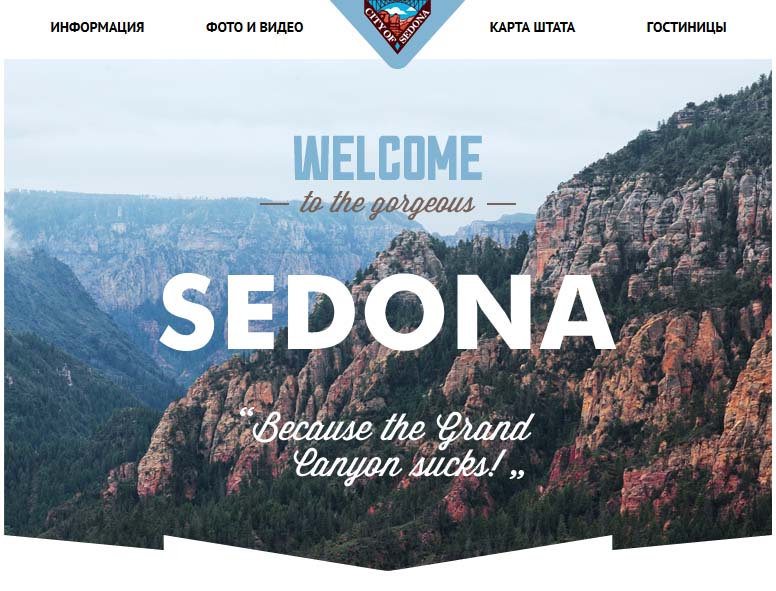 ИНФОРМАЦИЯ ФОТО И ВИДЕО КАРТА ШТАТА ГОСТИНИЦЫ
CITY OF SEDONA
WELCOME
to the gorgeous
SEDONA
“Because the Grand
Canyon sucks! „